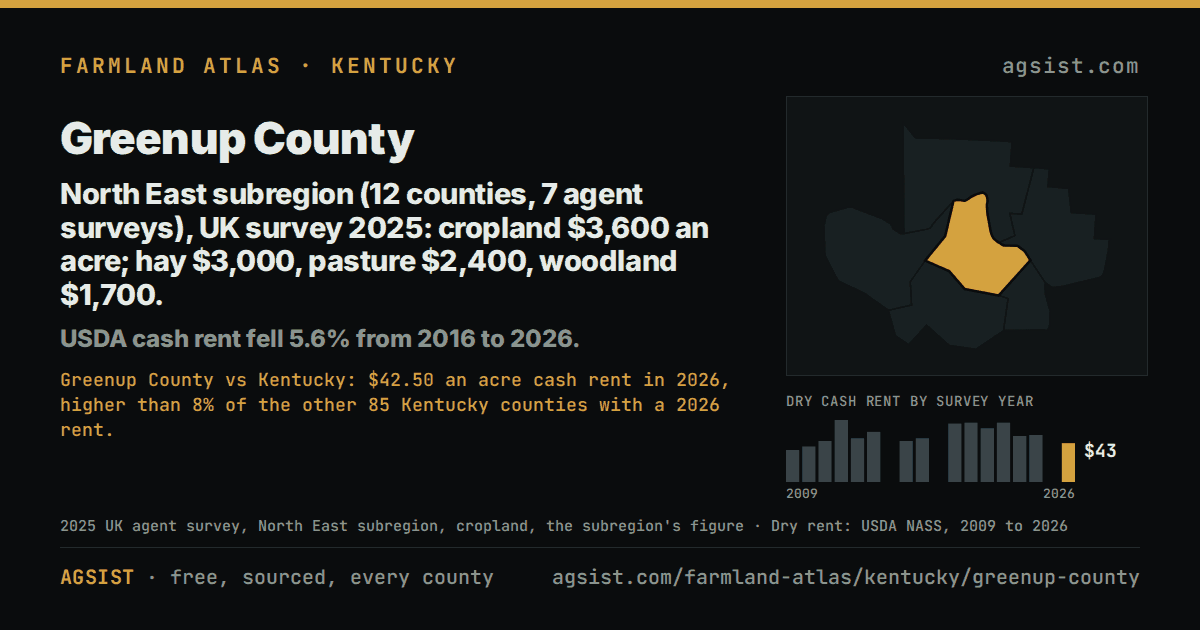 FARMLAND ATLAS · KENTUCKY
agsist.com
Greenup County
North East subregion (12 counties, 7 agent
surveys), UK survey 2025: cropland $3,600 an
acre; hay $3,000, pasture $2,400, woodland
$1,700.
USDA cash rent fell 5.6% from 2016 to 2026.
Greenup County vs Kentucky: $42.50 an acre cash rent in 2026,
higher than 8% of the other 85 Kentucky counties with a 2026
rent.
DRY CASH RENT BY SURVEY YEAR
$43
2009
2026
2025 UK agent survey, North East subregion, cropland, the subregion's figure · Dry rent: USDA NASS, 2009 to 2026
AGSIST · free, sourced, every county
agsist.com/farmland-atlas/kentucky/greenup-county